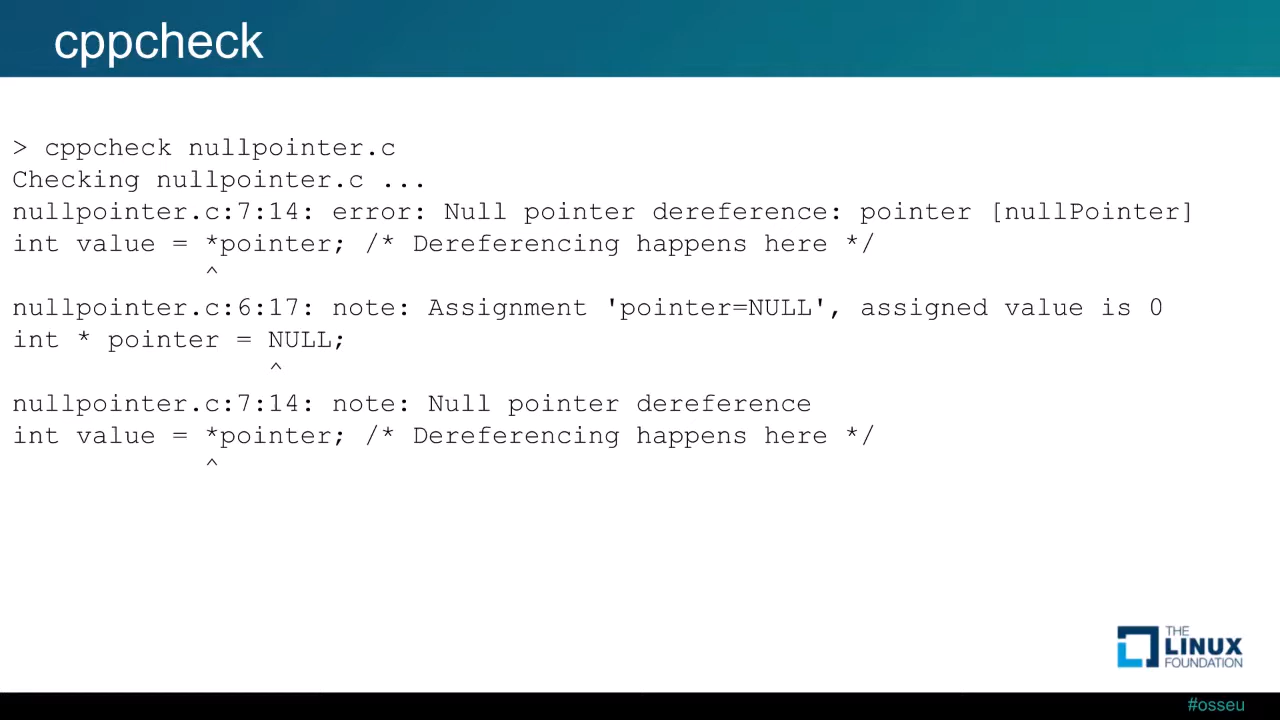 cppcheck
> cppcheck nullpointer.c
Checking nullpointer.c ...
nullpointer.c:7:14: error: Null pointer dereference: pointer [nullPointer]
int value = *pointer; /* Dereferencing happens here */
            ^
nullpointer.c:6:17: note: Assignment 'pointer=NULL', assigned value is 0
int * pointer = NULL;
                ^
nullpointer.c:7:14: note: Null pointer dereference
int value = *pointer; /* Dereferencing happens here */
            ^
THE
LINUX
FOUNDATION
#osseu